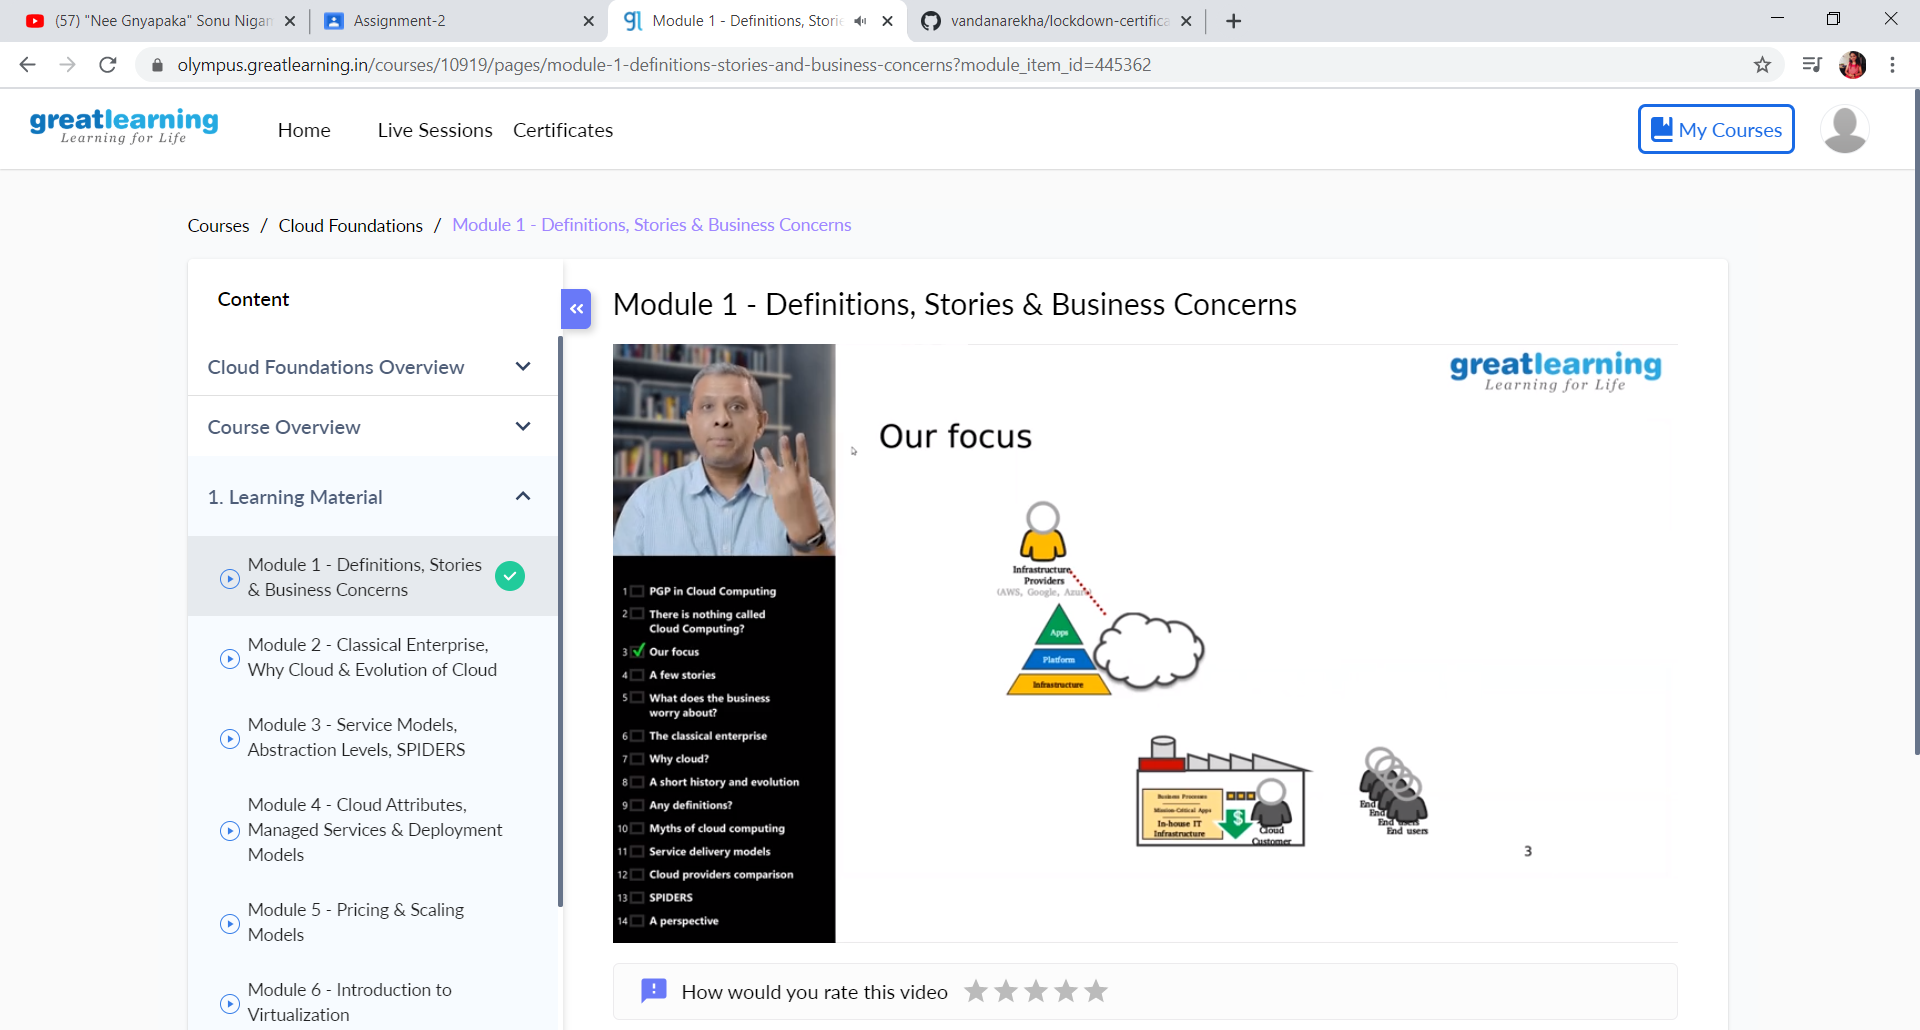 (57) "Nee Gnyapaka" Sonu Nigam
Assignment-2
Module 1 - Definitions, Storie
vandanarekha/lockdown-certifica
olympus.greatlearning.in/courses/10919/pages/module-1-definitions-stories-and-business-concerns?module_item_id=445362
greatlearning
Learning for Life
Home
Live Sessions
Certificates
My Courses
Courses / Cloud Foundations / Module 1 - Definitions, Stories & Business Concerns
Content
Cloud Foundations Overview
Course Overview
1. Learning Material
Module 1 - Definitions, Stories
& Business Concerns
Module 2 - Classical Enterprise,
Why Cloud & Evolution of Cloud
Module 3 - Service Models,
Abstraction Levels, SPIDERS
Module 4 - Cloud Attributes,
Managed Services & Deployment
Models
Module 5 - Pricing & Scaling
Models
Module 6 - Introduction to
Virtualization
Module 1 - Definitions, Stories & Business Concerns
greatlearning
Learning for Life
Our focus
1 PGP in Cloud Computing
2 There is nothing called
Cloud Computing?
3 Our focus
4 A few stories
5 What does the business
worry about?
6 The classical enterprise
7 Why cloud?
8 A short history and evolution
9 Any definitions?
10 Myths of cloud computing
11 Service delivery models
12 Cloud providers comparison
13 SPIDERS
14 A perspective
Infrastructure
Providers
(AWS, Google, Azure)
Apps
Platform
Infrastructure
Business Processes
Mission-Critical Apps
In-house IT
Infrastructure
$
Cloud
Customer
End users
End users
3
How would you rate this video